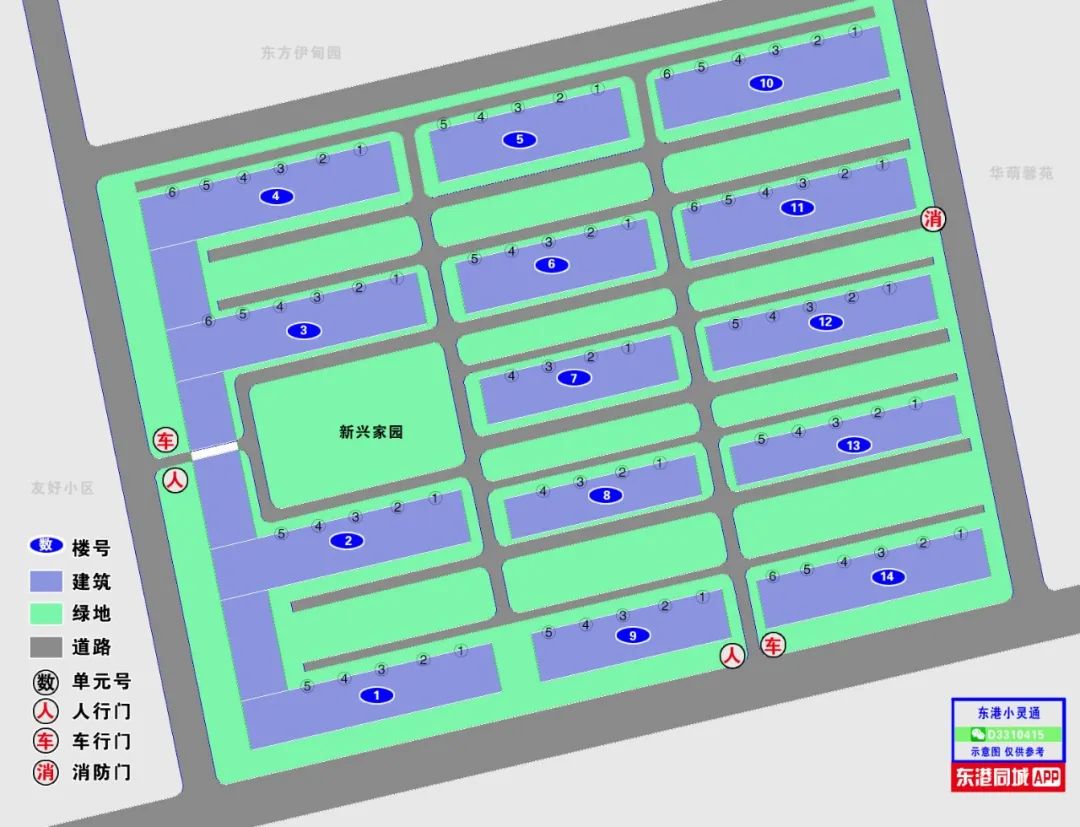 东方伊甸园
华萌馨苑
友好小区
新兴家园
6 5 4 3 2 1
10
5 4 3 2 1
5
6 5 4 3 2 1
4
6 5 4 3 2 1
11
消
5 4 3 2 1
6
6 5 4 3 2 1
3
5 4 3 2 1
12
4 3 2 1
7
5 4 3 2 1
13
车
人
4 3 2 1
8
5 4 3 2 1
2
6 5 4 3 2 1
14
5 4 3 2 1
9
人 车
5 4 3 2 1
1
数 楼号
建筑
绿地
道路
数 单元号
人 人行门
车 车行门
消 消防门
东港小灵通
D3310415
示意图 仅供参考
东港同城APP